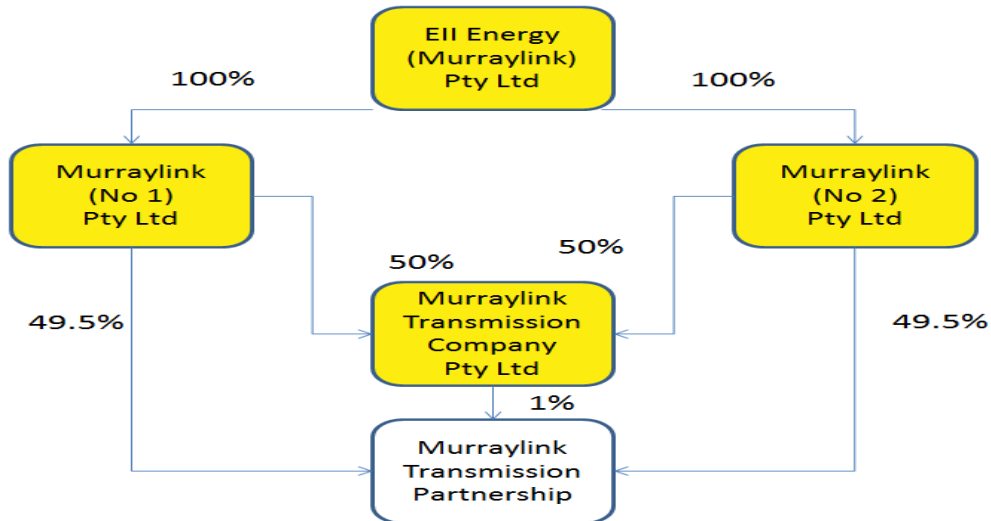 EII Energy
(Murraylink)
Pty Ltd
100%
100%
Murraylink
(No 1)
Pty Ltd
Murraylink
(No 2)
Pty Ltd
50%
50%
49.5%
49.5%
Murraylink
Transmission
Company
Pty Ltd
1%
Murraylink
Transmission
Partnership